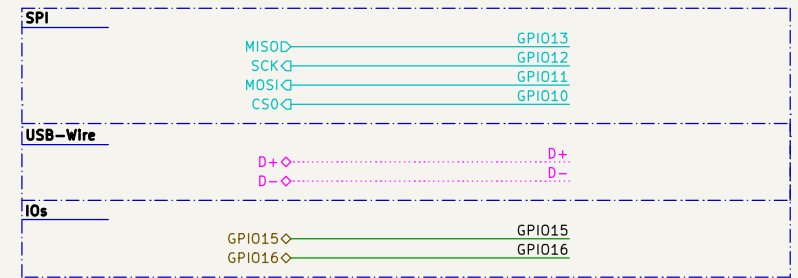 SPI
MISO GPIO13
SCK GPIO12
MOSI GPIO11
CS0 GPIO10
USB-Wire
D+ D+
D- D-
IOs
GPIO15 GPIO15
GPIO16 GPIO16